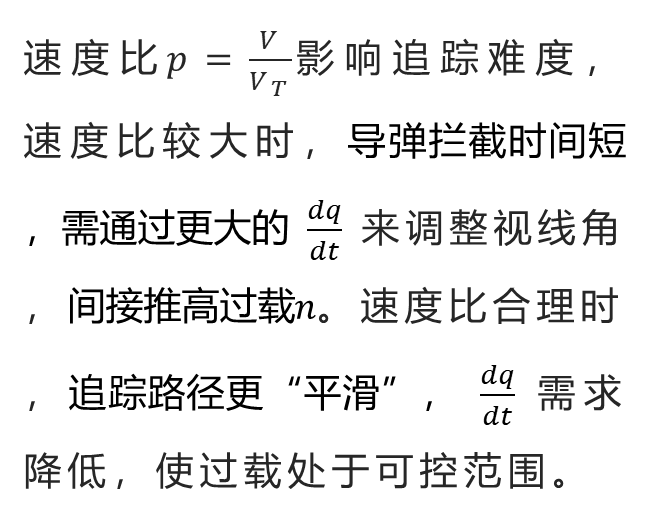 速度比p = V/V_T影响追踪难度，
速度比较大时，导弹拦截时间短
，需通过更大的 dq/dt 来调整视线角
，间接推高过载n。速度比合理时
，追踪路径更“平滑”， dq/dt 需求
降低，使过载处于可控范围。